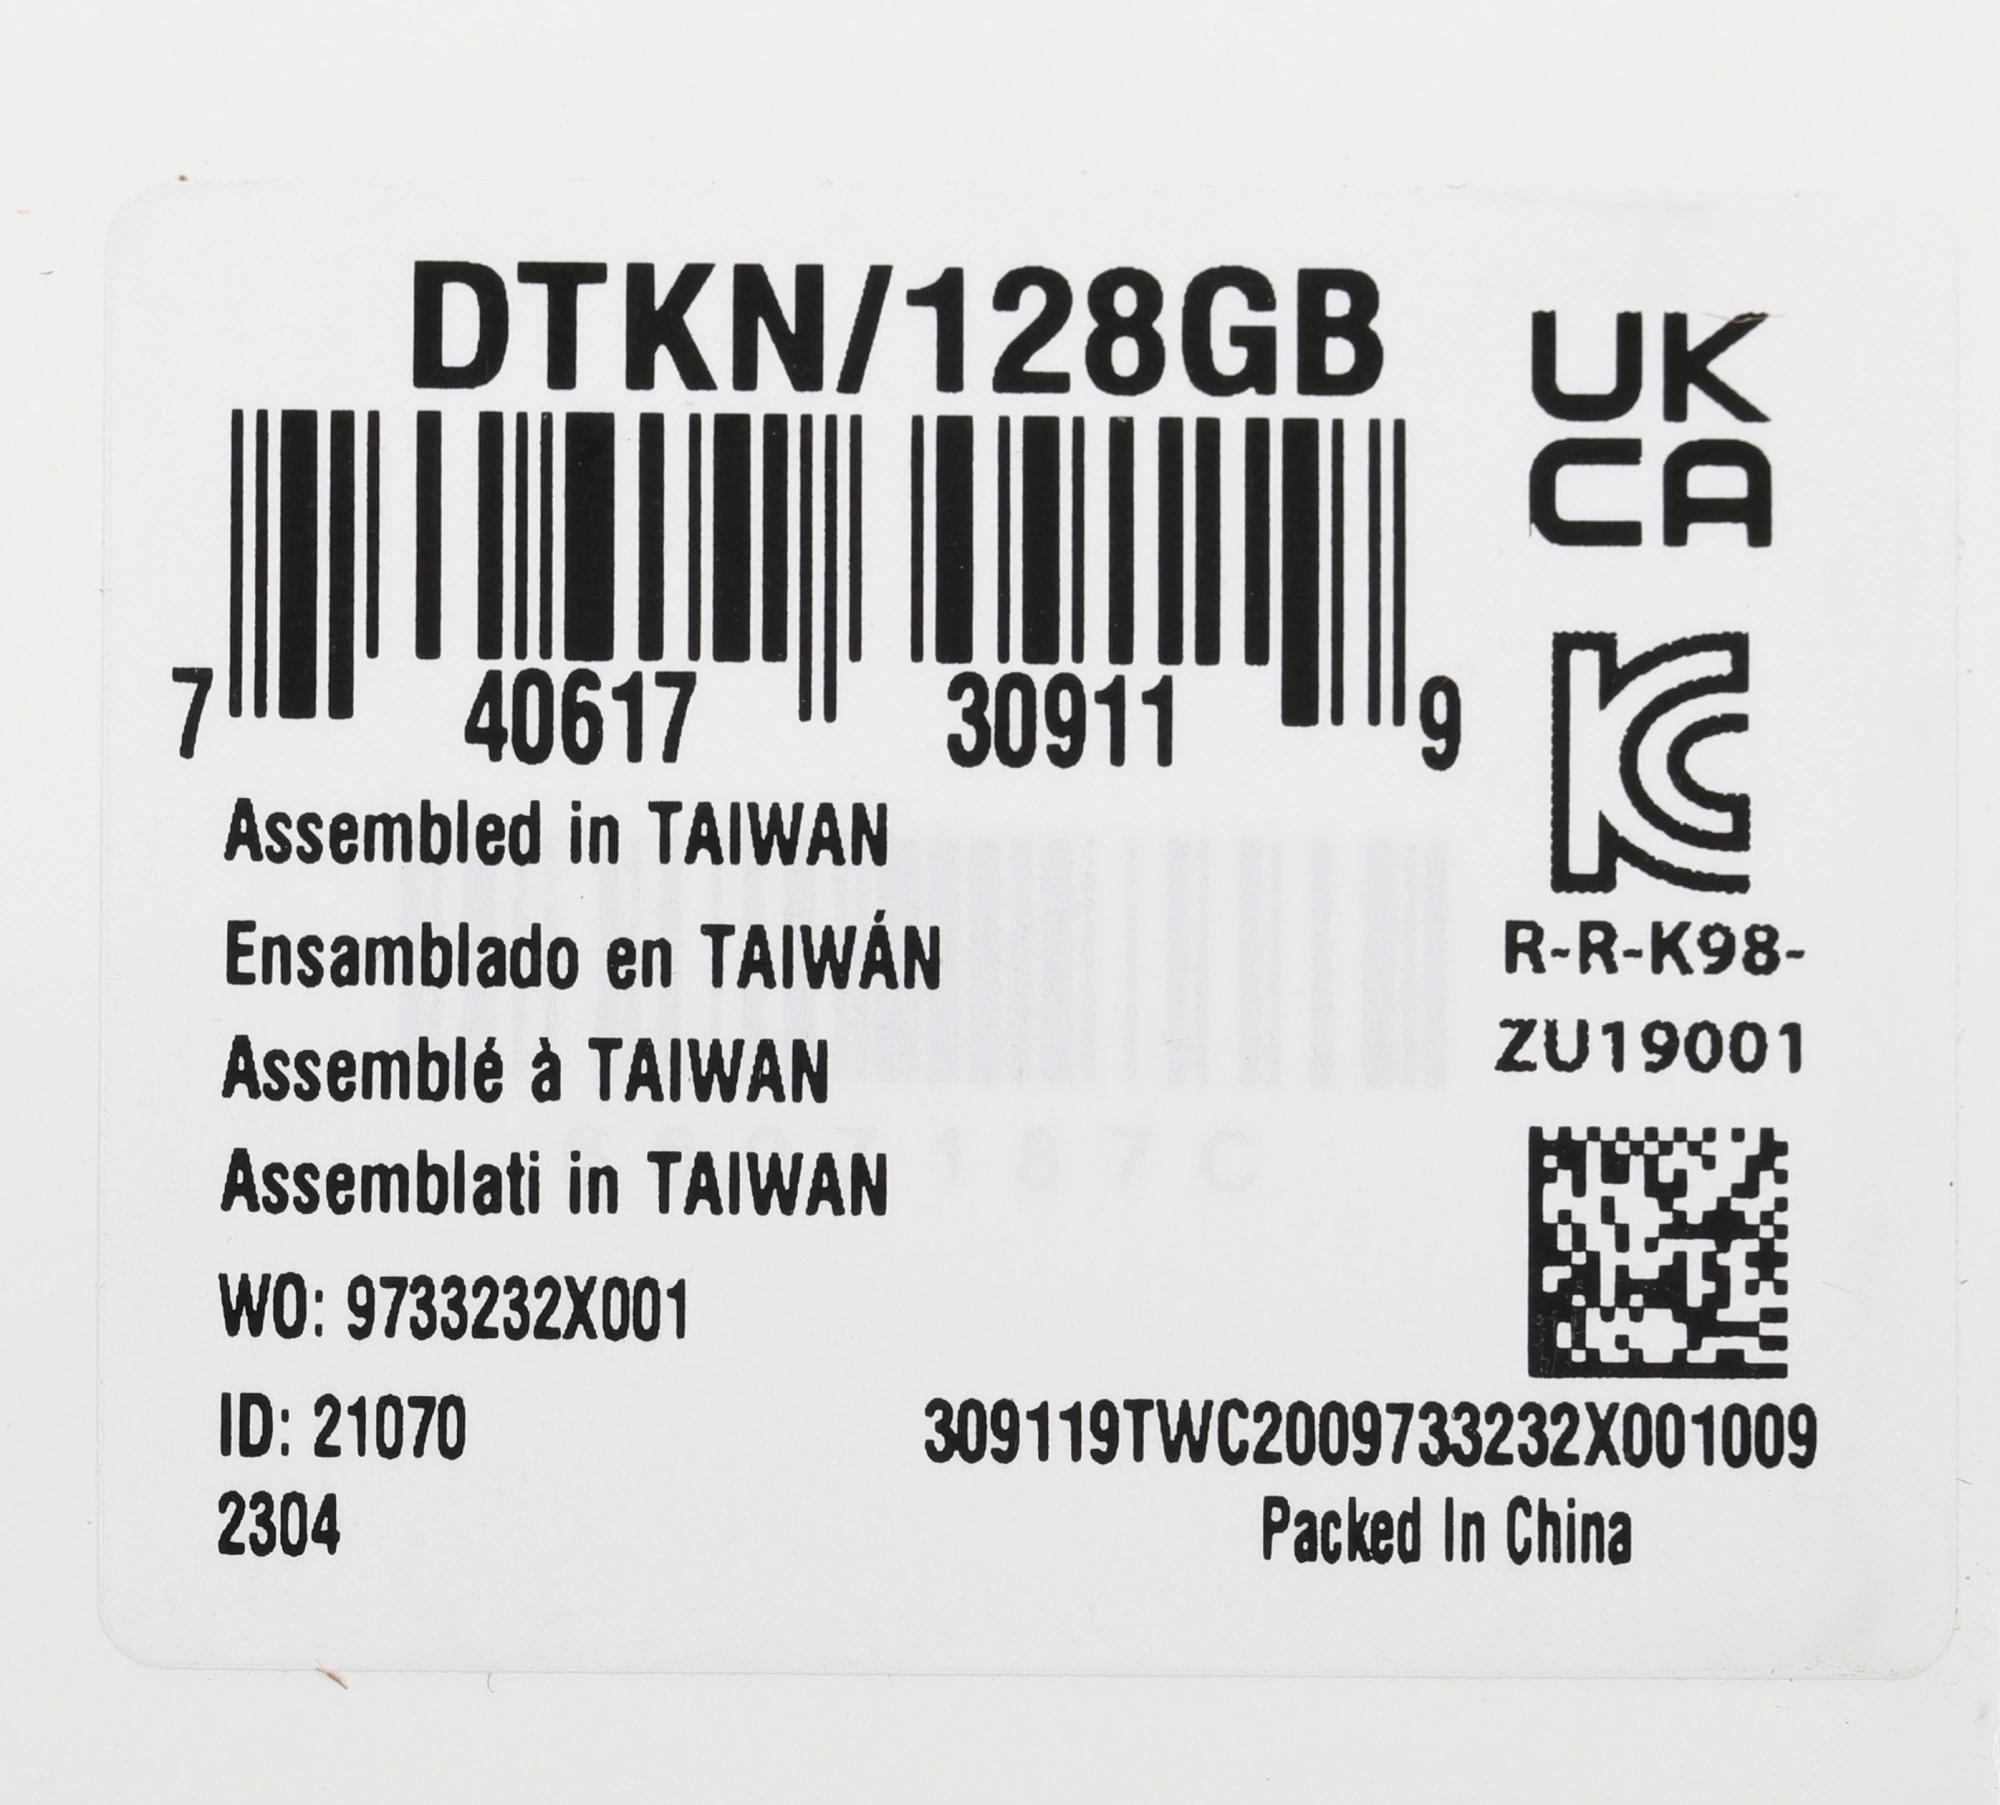 DTKN/128GB
7 40617 30911 9
UK
CA
Assembled in TAIWAN
Ensamblado en TAIWÁN
Assemblé à TAIWAN
Assemblati in TAIWAN
WO: 9733232X001
ID: 21070
2304
KC
R-R-K98-
ZU19001
309119TWC2009733232X001009
Packed In China